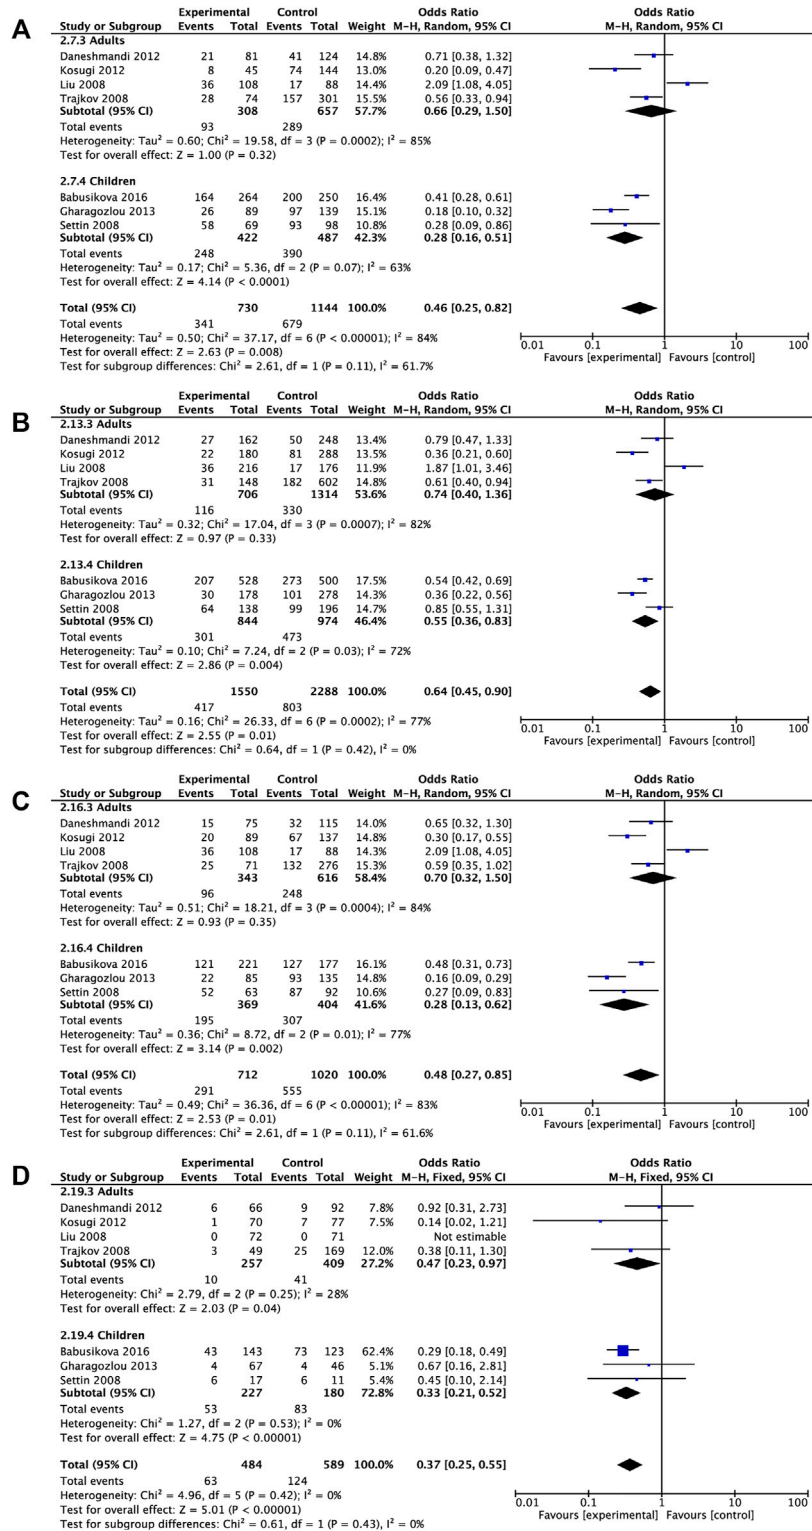 A
Experimental Control Odds Ratio Odds Ratio
Study or Subgroup Events Total Events Total Weight M-H, Random, 95% CI M-H, Random, 95% CI
2.7.3 Adults
Daneshmandi 2012 21 81 41 124 14.8% 0.71 [0.38, 1.32]
Kosugi 2012 8 45 74 144 13.0% 0.20 [0.09, 0.47]
Liu 2008 36 108 17 88 14.4% 2.09 [1.08, 4.05]
Trajkov 2008 28 74 157 301 15.5% 0.56 [0.33, 0.94]
Subtotal (95% CI) 308 657 57.7% 0.66 [0.29, 1.50]
Total events 93 289
Heterogeneity: Tau² = 0.60; Chi² = 19.58, df = 3 (P = 0.0002); I² = 85%
Test for overall effect: Z = 1.00 (P = 0.32)
2.7.4 Children
Babusikova 2016 164 264 200 250 16.4% 0.41 [0.28, 0.61]
Gharagozlou 2013 26 89 97 139 15.1% 0.18 [0.10, 0.32]
Settin 2008 58 69 93 98 10.8% 0.28 [0.09, 0.86]
Subtotal (95% CI) 422 487 42.3% 0.28 [0.16, 0.51]
Total events 248 390
Heterogeneity: Tau² = 0.17; Chi² = 5.36, df = 2 (P = 0.07); I² = 63%
Test for overall effect: Z = 4.14 (P < 0.0001)
Total (95% CI) 730 1144 100.0% 0.46 [0.25, 0.82]
Total events 341 679
Heterogeneity: Tau² = 0.50; Chi² = 37.17, df = 6 (P < 0.00001); I² = 84%
Test for overall effect: Z = 2.63 (P = 0.008)
Test for subgroup differences: Chi² = 2.61, df = 1 (P = 0.11), I² = 61.7%
0.01 0.1 1 10 100
Favours [experimental] Favours [control]
B
Experimental Control Odds Ratio Odds Ratio
Study or Subgroup Events Total Events Total Weight M-H, Random, 95% CI M-H, Random, 95% CI
2.13.3 Adults
Daneshmandi 2012 27 162 50 248 13.4% 0.79 [0.47, 1.33]
Kosugi 2012 22 180 81 288 13.6% 0.36 [0.21, 0.60]
Liu 2008 36 216 17 176 11.9% 1.87 [1.01, 3.46]
Trajkov 2008 31 148 182 602 14.8% 0.61 [0.40, 0.94]
Subtotal (95% CI) 706 1314 53.6% 0.74 [0.40, 1.36]
Total events 116 330
Heterogeneity: Tau² = 0.32; Chi² = 17.04, df = 3 (P = 0.0007); I² = 82%
Test for overall effect: Z = 0.97 (P = 0.33)
2.13.4 Children
Babusikova 2016 207 528 273 500 17.5% 0.54 [0.42, 0.69]
Gharagozlou 2013 30 178 101 278 14.3% 0.36 [0.22, 0.56]
Settin 2008 64 138 99 196 14.7% 0.85 [0.55, 1.31]
Subtotal (95% CI) 844 974 46.4% 0.55 [0.36, 0.83]
Total events 301 473
Heterogeneity: Tau² = 0.10; Chi² = 7.24, df = 2 (P = 0.03); I² = 72%
Test for overall effect: Z = 2.86 (P = 0.004)
Total (95% CI) 1550 2288 100.0% 0.64 [0.45, 0.90]
Total events 417 803
Heterogeneity: Tau² = 0.16; Chi² = 26.33, df = 6 (P = 0.0002); I² = 77%
Test for overall effect: Z = 2.55 (P = 0.01)
Test for subgroup differences: Chi² = 0.64, df = 1 (P = 0.42), I² = 0%
0.01 0.1 1 10 100
Favours [experimental] Favours [control]
C
Experimental Control Odds Ratio Odds Ratio
Study or Subgroup Events Total Events Total Weight M-H, Random, 95% CI M-H, Random, 95% CI
2.16.3 Adults
Daneshmandi 2012 15 75 32 115 14.0% 0.65 [0.32, 1.30]
Kosugi 2012 20 89 67 137 14.8% 0.30 [0.17, 0.55]
Liu 2008 36 108 17 88 14.3% 2.09 [1.08, 4.05]
Trajkov 2008 25 71 132 276 15.3% 0.59 [0.35, 1.02]
Subtotal (95% CI) 343 616 58.4% 0.70 [0.32, 1.50]
Total events 96 248
Heterogeneity: Tau² = 0.51; Chi² = 18.21, df = 3 (P = 0.0004); I² = 84%
Test for overall effect: Z = 0.93 (P = 0.35)
2.16.4 Children
Babusikova 2016 121 221 127 177 16.1% 0.48 [0.31, 0.73]
Gharagozlou 2013 22 85 93 135 14.8% 0.16 [0.09, 0.29]
Settin 2008 52 63 87 92 10.6% 0.27 [0.09, 0.83]
Subtotal (95% CI) 369 404 41.6% 0.28 [0.13, 0.62]
Total events 195 307
Heterogeneity: Tau² = 0.36; Chi² = 8.72, df = 2 (P = 0.01); I² = 77%
Test for overall effect: Z = 3.14 (P = 0.002)
Total (95% CI) 712 1020 100.0% 0.48 [0.27, 0.85]
Total events 291 555
Heterogeneity: Tau² = 0.49; Chi² = 36.36, df = 6 (P < 0.00001); I² = 83%
Test for overall effect: Z = 2.53 (P = 0.01)
Test for subgroup differences: Chi² = 2.61, df = 1 (P = 0.11), I² = 61.6%
0.01 0.1 1 10 100
Favours [experimental] Favours [control]
D
Experimental Control Odds Ratio Odds Ratio
Study or Subgroup Events Total Events Total Weight M-H, Fixed, 95% CI M-H, Fixed, 95% CI
2.19.3 Adults
Daneshmandi 2012 6 66 9 92 7.8% 0.92 [0.31, 2.73]
Kosugi 2012 1 70 7 77 7.5% 0.14 [0.02, 1.21]
Liu 2008 0 72 0 71 Not estimable
Trajkov 2008 3 49 25 169 12.0% 0.38 [0.11, 1.30]
Subtotal (95% CI) 257 409 27.2% 0.47 [0.23, 0.97]
Total events 10 41
Heterogeneity: Chi² = 2.79, df = 2 (P = 0.25); I² = 28%
Test for overall effect: Z = 2.03 (P = 0.04)
2.19.4 Children
Babusikova 2016 43 143 73 123 62.4% 0.29 [0.18, 0.49]
Gharagozlou 2013 4 67 4 46 5.1% 0.67 [0.16, 2.81]
Settin 2008 6 17 6 11 5.4% 0.45 [0.10, 2.14]
Subtotal (95% CI) 227 180 72.8% 0.33 [0.21, 0.52]
Total events 53 83
Heterogeneity: Chi² = 1.27, df = 2 (P = 0.53); I² = 0%
Test for overall effect: Z = 4.75 (P < 0.00001)
Total (95% CI) 484 589 100.0% 0.37 [0.25, 0.55]
Total events 63 124
Heterogeneity: Chi² = 4.96, df = 5 (P = 0.42); I² = 0%
Test for overall effect: Z = 5.01 (P < 0.00001)
Test for subgroup differences: Chi² = 0.61, df = 1 (P = 0.43), I² = 0%
0.01 0.1 1 10 100
Favours [experimental] Favours [control]